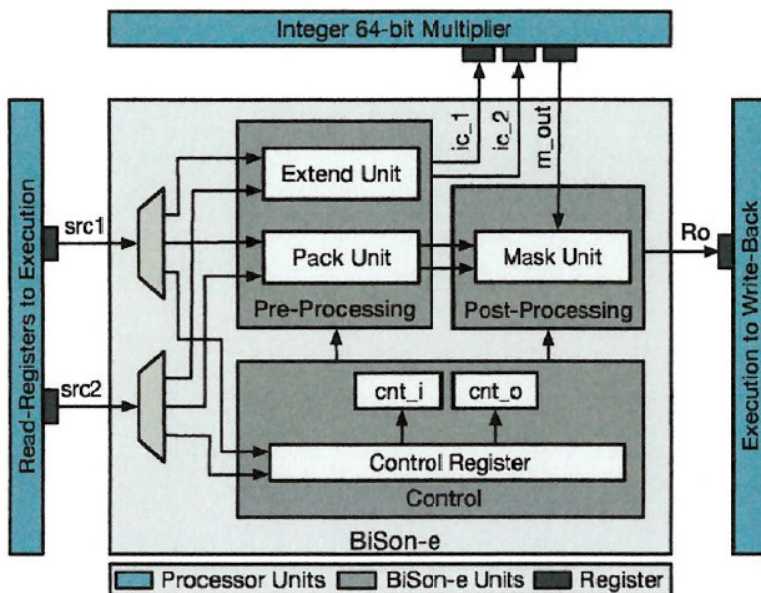 Integer 64-bit Multiplier
ic_1
ic_2
m_out
Read-Registers to Execution
src1
src2
Extend Unit
Pack Unit
Pre-Processing
Mask Unit
Post-Processing
Ro
Execution to Write-Back
cnt_i
cnt_o
Control Register
Control
BiSon-e
Processor Units
BiSon-e Units
Register